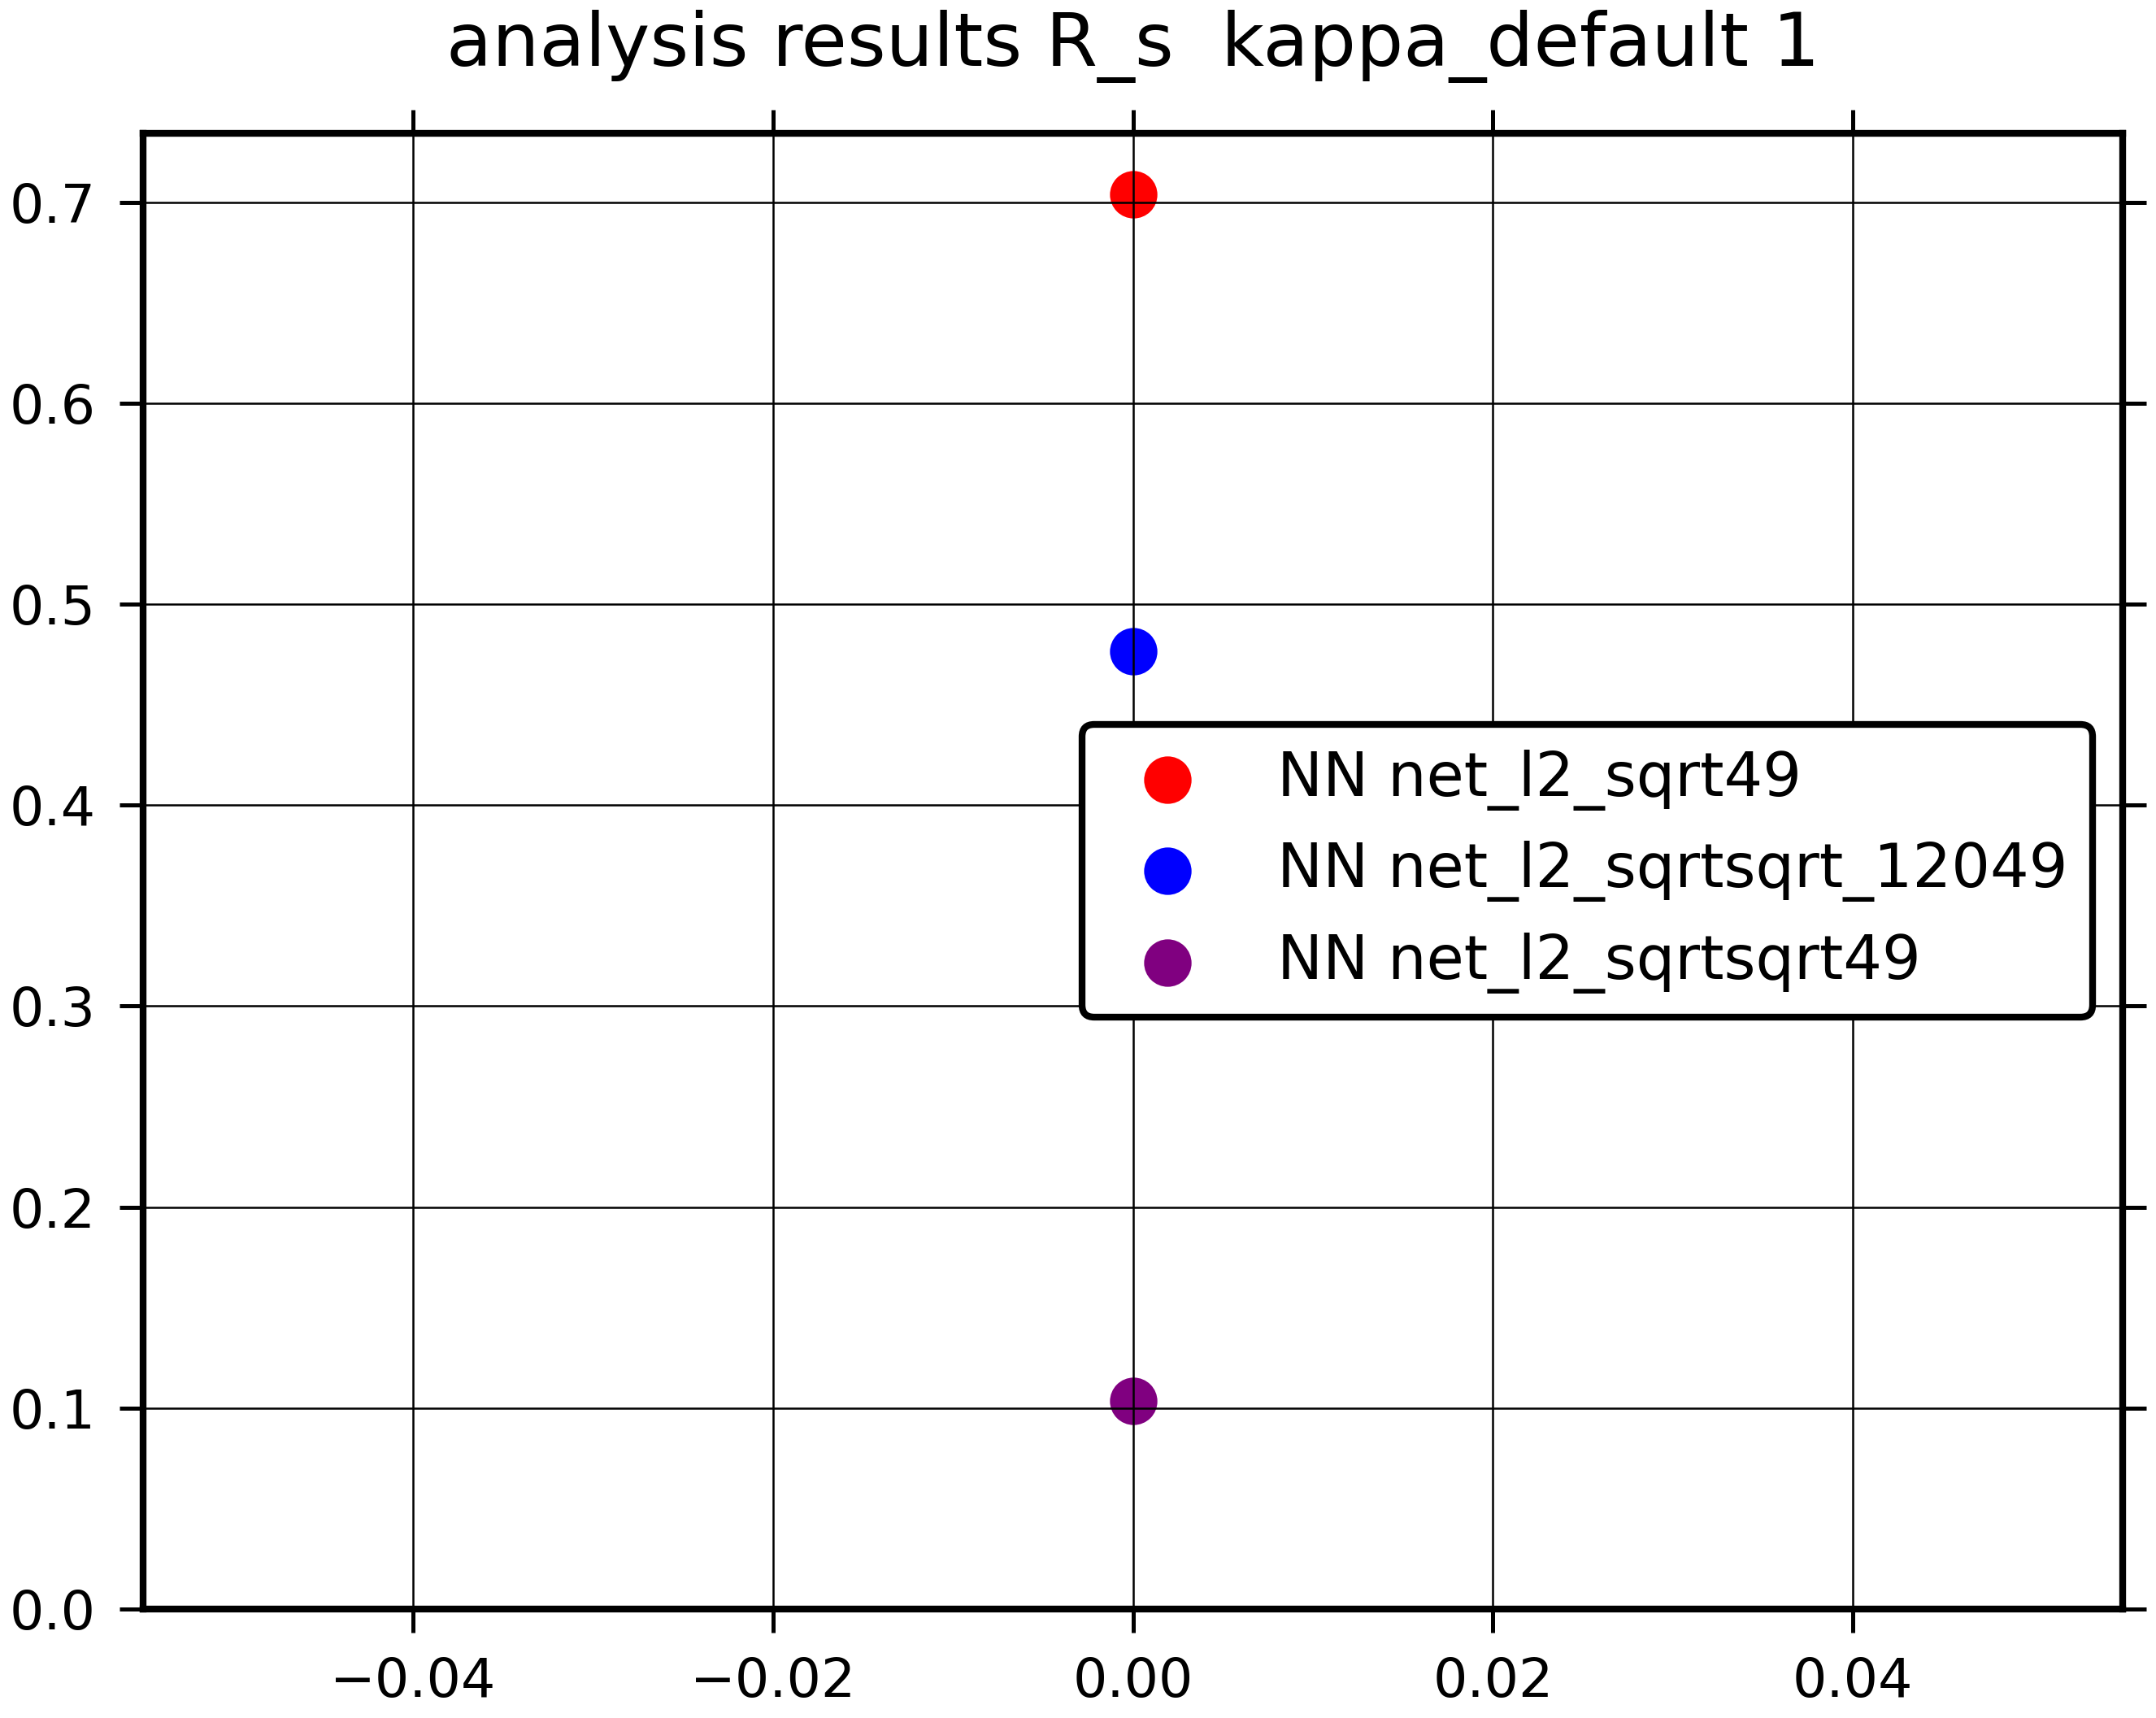 analysis results R_s  kappa_default 1
0.7
0.6
0.5
0.4
0.3
0.2
0.1
0.0
NN net_l2_sqrt49
NN net_l2_sqrtsqrt_12049
NN net_l2_sqrtsqrt49
−0.04 −0.02 0.00 0.02 0.04